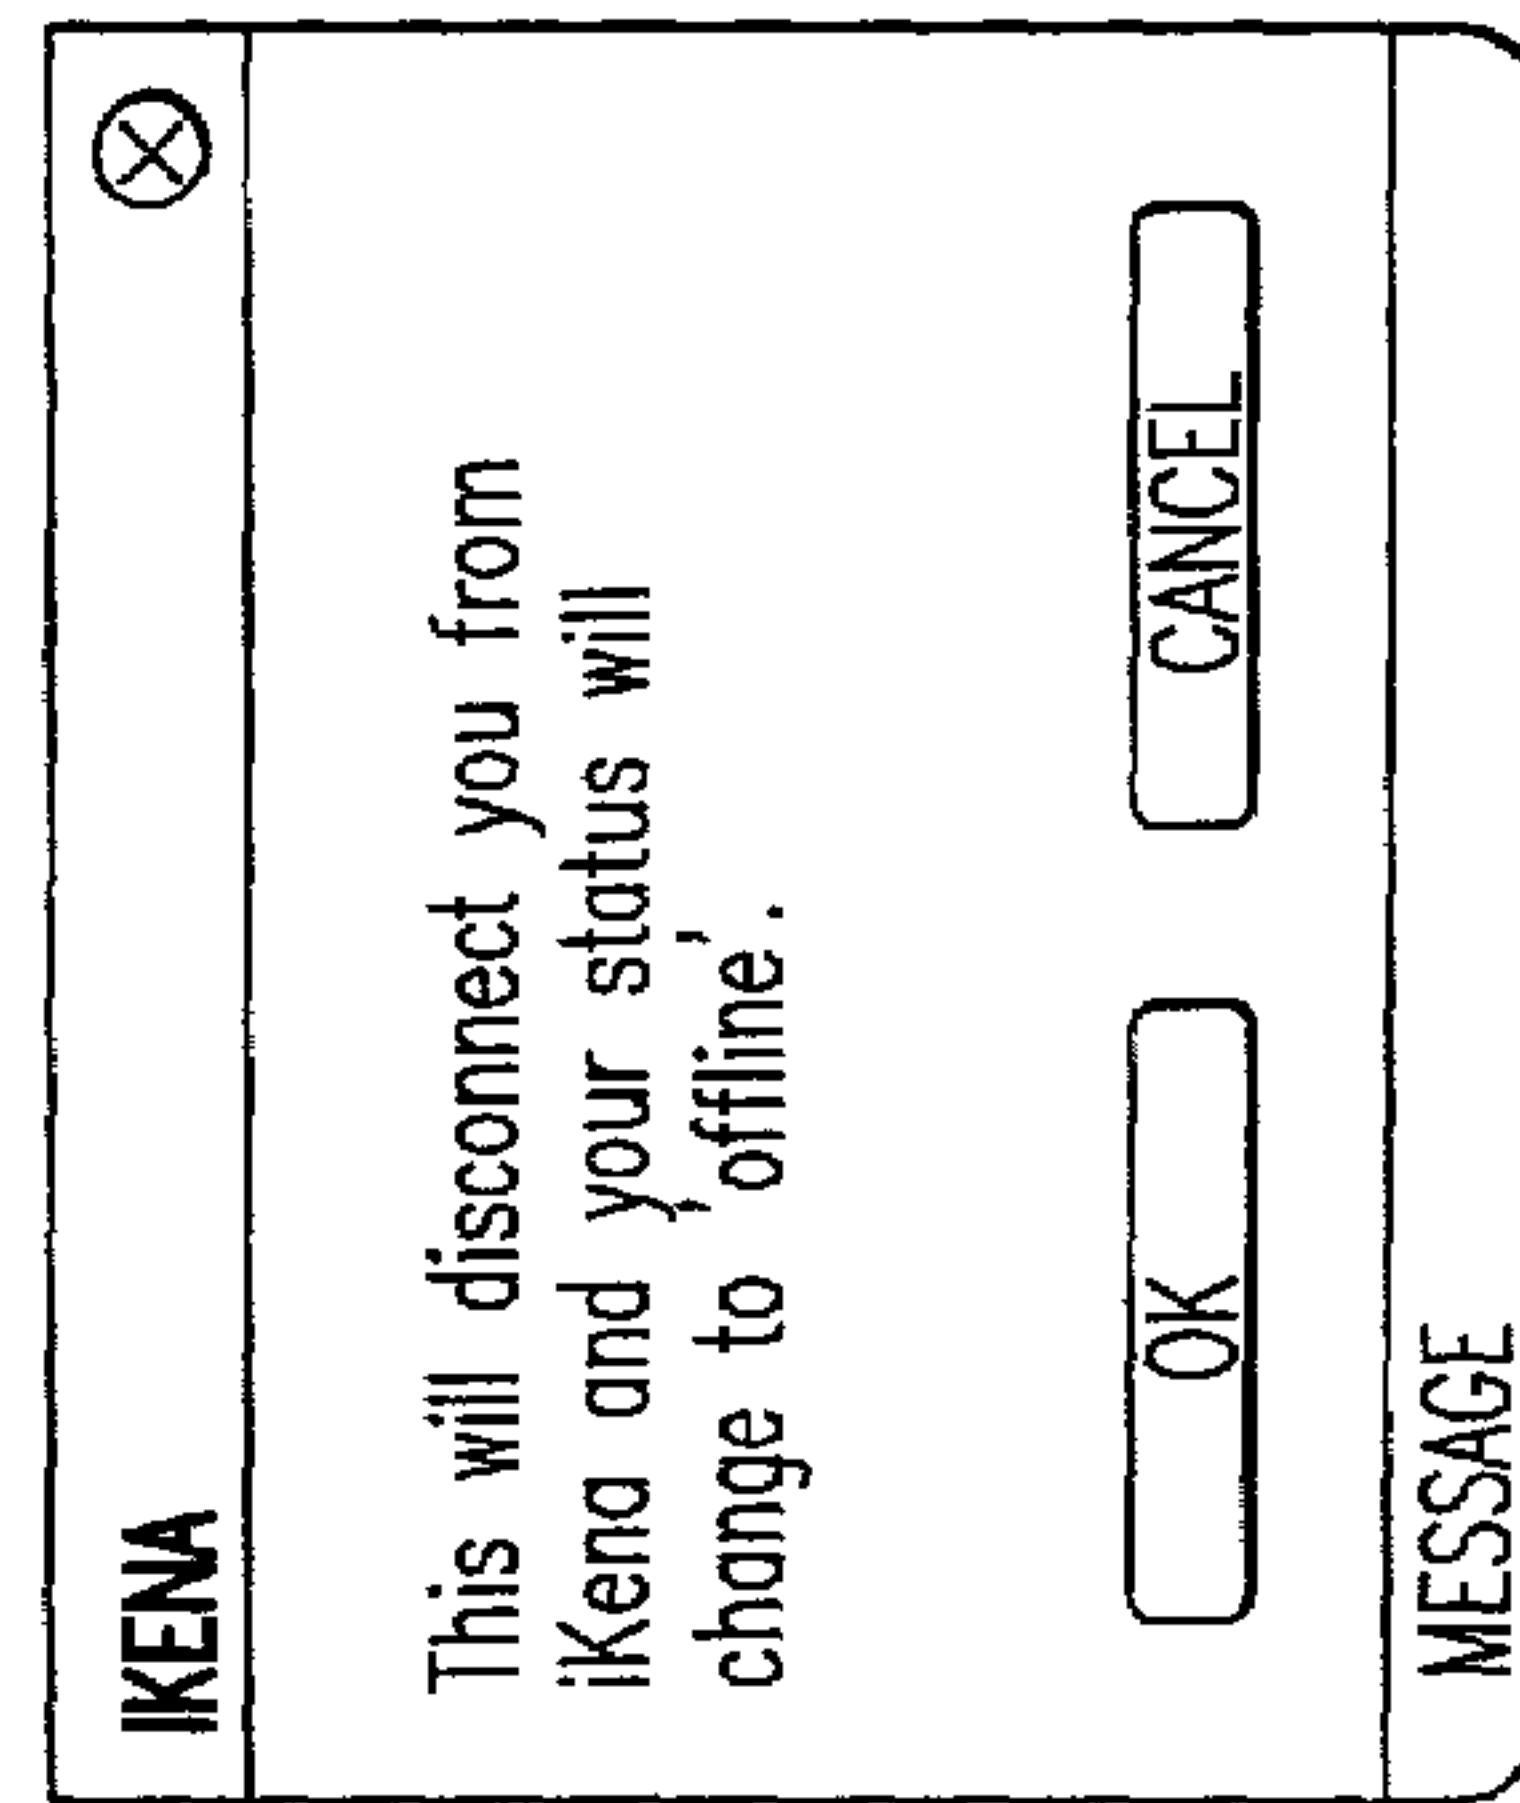 IKENA
This will disconnect you from
iKena and your status will
change to 'offline'.
OK CANCEL
MESSAGE